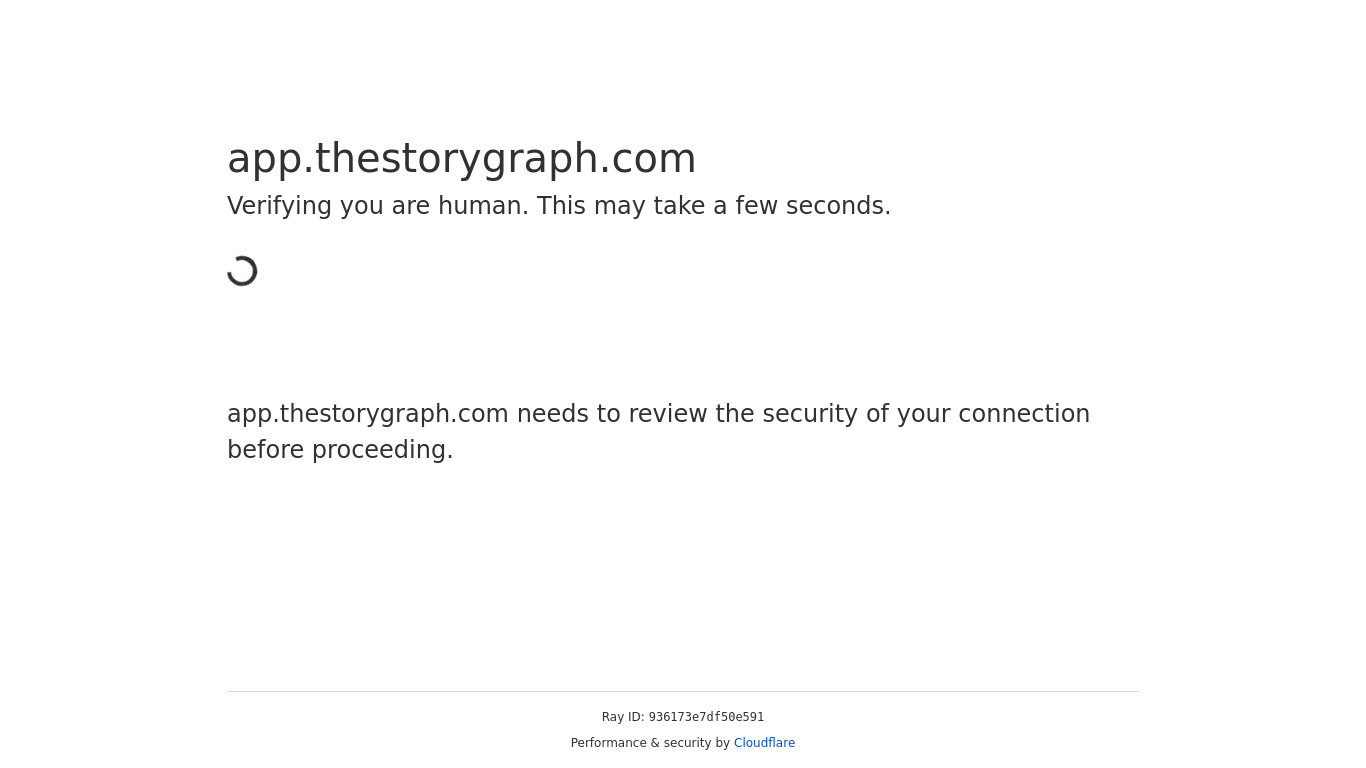 app.thestorygraph.com
Verifying you are human. This may take a few seconds.
app.thestorygraph.com needs to review the security of your connection
before proceeding.
Ray ID: 936173e7df50e591
Performance & security by Cloudflare